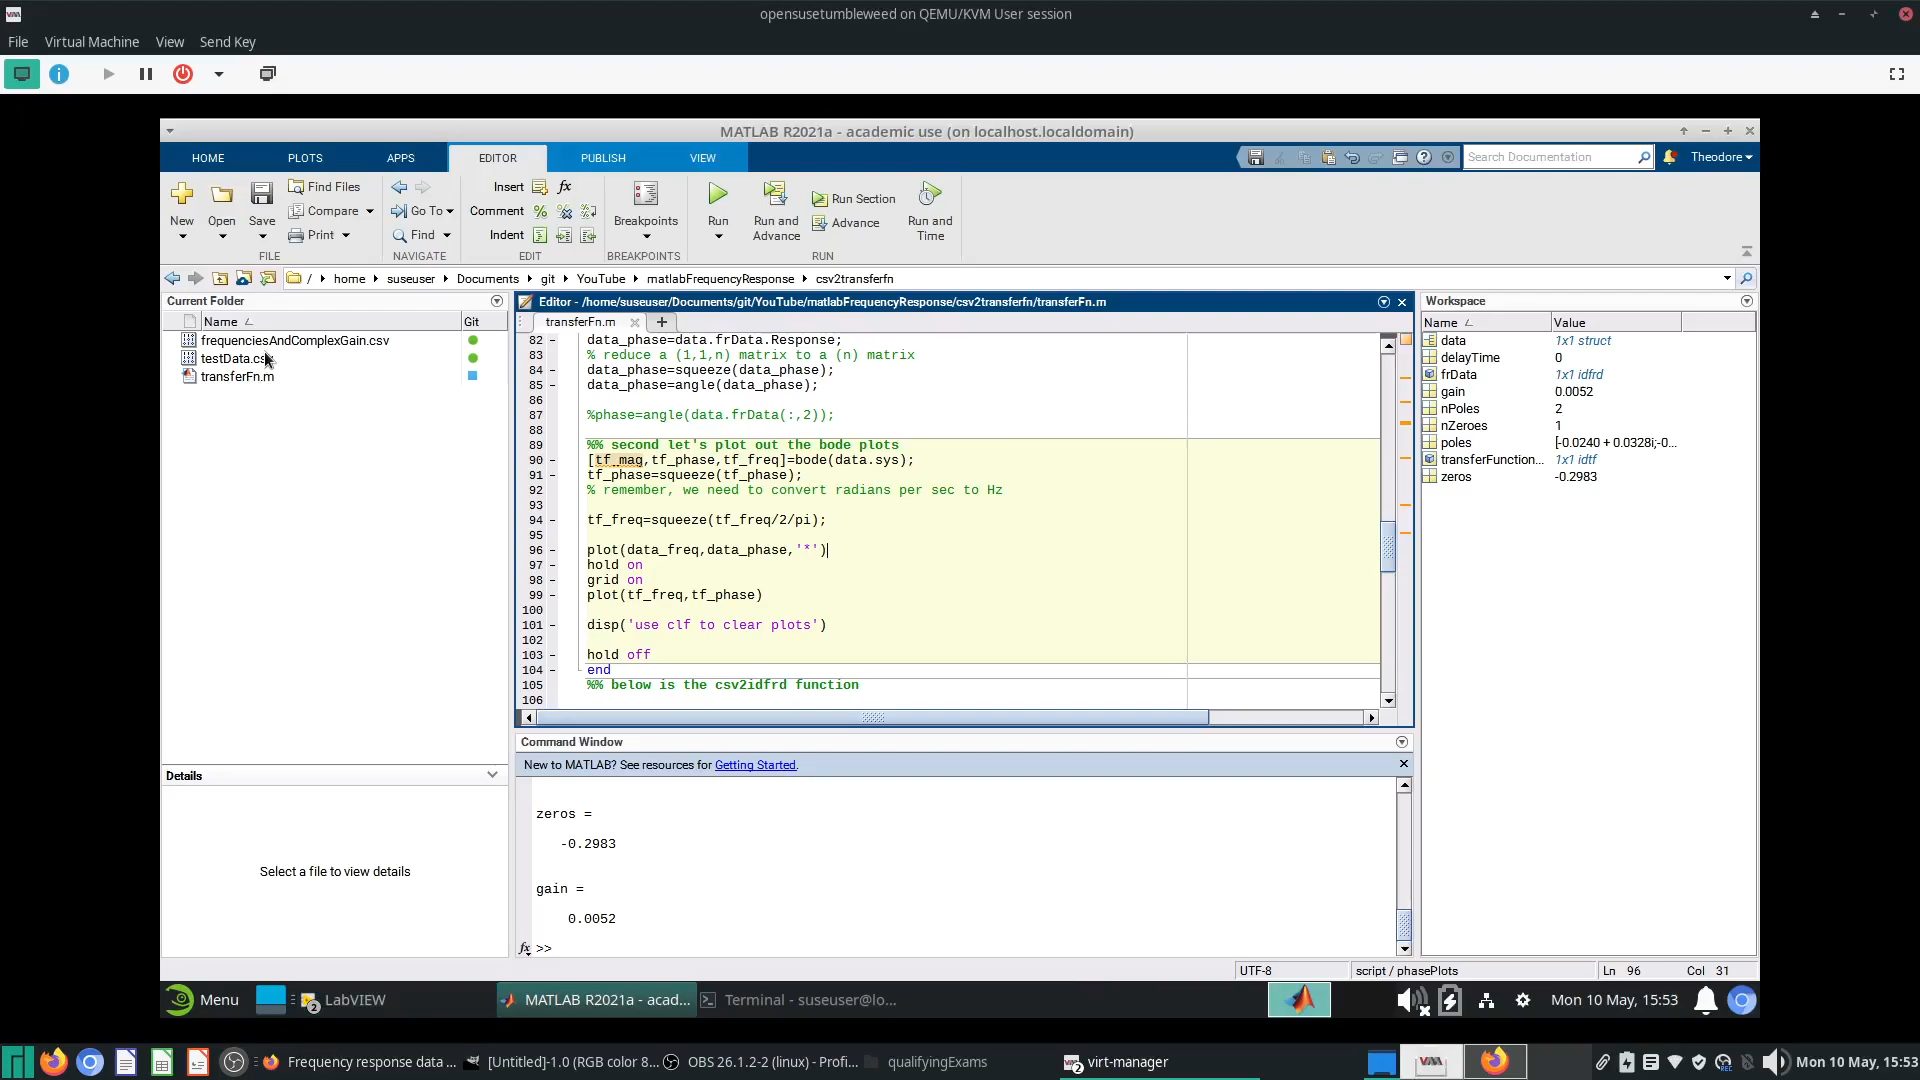 opensusetumbleweed on QEMU/KVM User session
File Virtual Machine View Send Key
MATLAB R2021a - academic use (on localhost.localdomain)
HOME PLOTS APPS EDITOR PUBLISH VIEW
Search Documentation
Theodore
New
Open
Save
Find Files
Compare
Print
FILE
Go To
Find
NAVIGATE
Insert
Comment
Indent
EDIT
Breakpoints
BREAKPOINTS
Run
Run and Advance
Run Section
Advance
Run and Time
RUN
/ home suseuser Documents git YouTube matlabFrequencyResponse csv2transferfn
Current Folder
Name Git
frequenciesAndComplexGain.csv
testData.cs
transferFn.m
Details
Select a file to view details
Editor - /home/suseuser/Documents/git/YouTube/matlabFrequencyResponse/csv2transferfn/transferFn.m
transferFn.m
82 - data_phase=data.frData.Response;
83 % reduce a (1,1,n) matrix to a (n) matrix
84 - data_phase=squeeze(data_phase);
85 - data_phase=angle(data_phase);
86
87 %phase=angle(data.frData(:,2));
88
89 %% second let's plot out the bode plots
90 - [tf_mag,tf_phase,tf_freq]=bode(data.sys);
91 - tf_phase=squeeze(tf_phase);
92 % remember, we need to convert radians per sec to Hz
93
94 - tf_freq=squeeze(tf_freq/2/pi);
95
96 - plot(data_freq,data_phase,'*')
97 - hold on
98 - grid on
99 - plot(tf_freq,tf_phase)
100
101 - disp('use clf to clear plots')
102
103 - hold off
104 - end
105 %% below is the csv2idfrd function
106
Command Window
New to MATLAB? See resources for Getting Started.
zeros =
-0.2983
gain =
0.0052
fx >>
Workspace
Name Value
data 1x1 struct
delayTime 0
frData 1x1 idfrd
gain 0.0052
nPoles 2
nZeroes 1
poles [-0.0240 + 0.0328i;-0...
transferFunction... 1x1 idtf
zeros -0.2983
UTF-8 script / phasePlots Ln 96 Col 31
Menu 2 LabVIEW MATLAB R2021a - acad... Terminal - suseuser@lo... Mon 10 May, 15:53
Frequency response data ... [Untitled]-1.0 (RGB color 8... OBS 26.1.2-2 (linux) - Profi... qualifyingExams 2 virt-manager Mon 10 May, 15:53